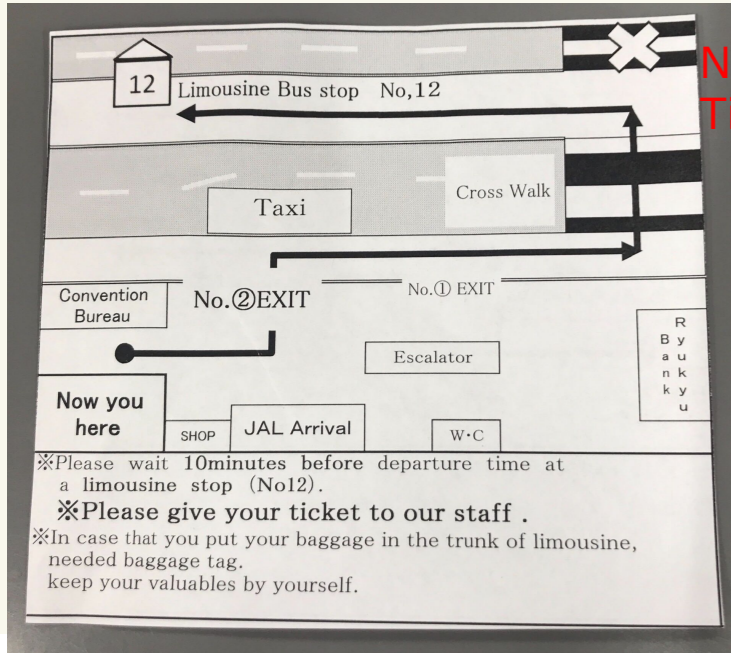 12 Limousine Bus stop No,12
N
Ti
Taxi
Cross Walk
Convention
Bureau
No.②EXIT
No.① EXIT
Escalator
Ryukyu
Bank
Now you
here
SHOP
JAL Arrival
W・C
※Please wait 10minutes before departure time at
a limousine stop (No12).
※Please give your ticket to our staff .
※In case that you put your baggage in the trunk of limousine,
needed baggage tag.
keep your valuables by yourself.